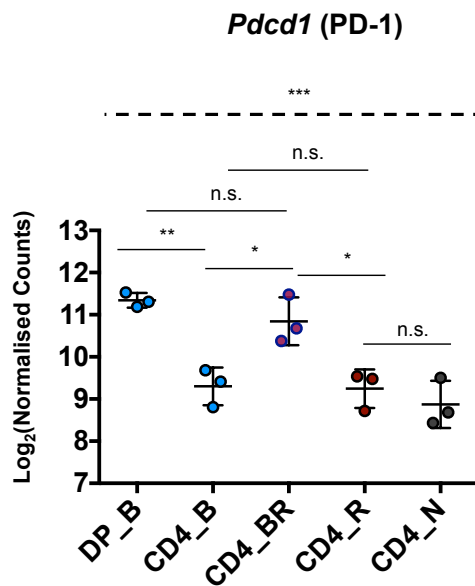 Pdcd1 (PD-1)
***
n.s.
n.s.
**
*
*
n.s.
Log2(Normalised Counts)
13
12
11
10
9
8
7
DP_B
CD4_B
CD4_BR
CD4_R
CD4_N